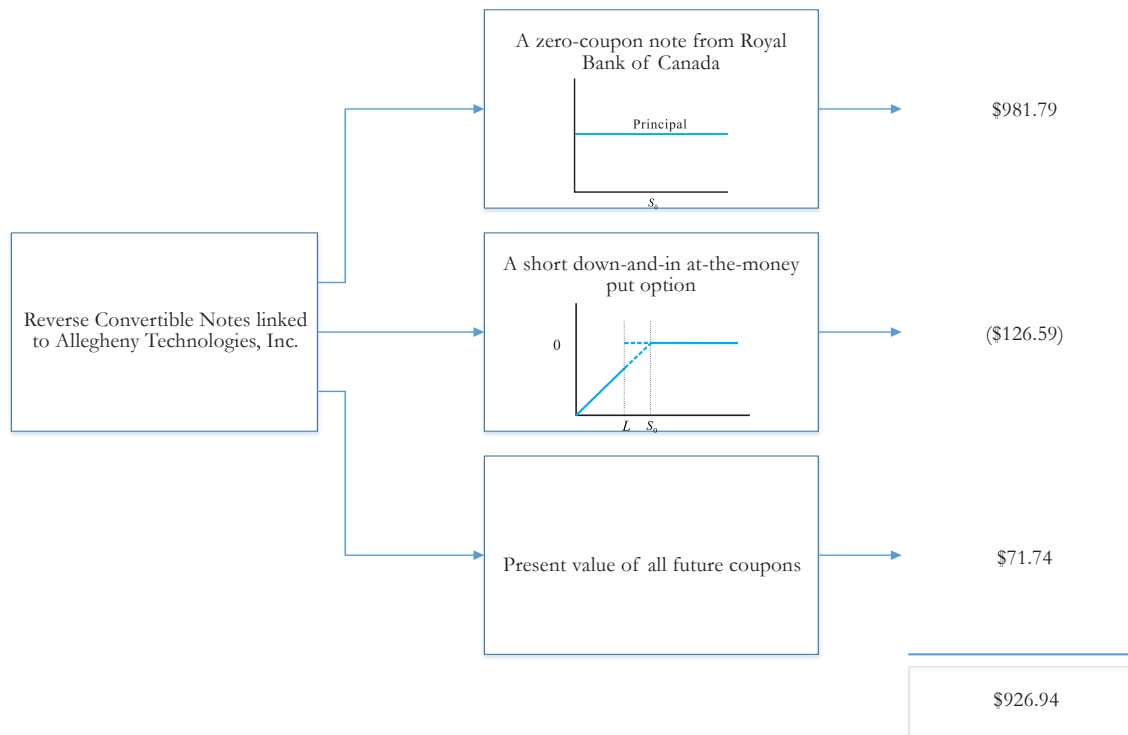 A zero-coupon note from Royal
Bank of Canada
Principal
S₀
$981.79
Reverse Convertible Notes linked
to Allegheny Technologies, Inc.
A short down-and-in at-the-money
put option
0
L S₀
($126.59)
Present value of all future coupons
$71.74
$926.94